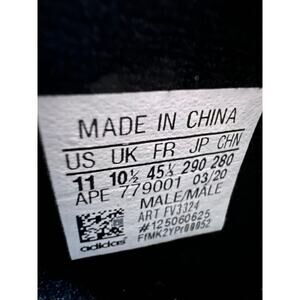 MADE IN CHINA
US UK FR JP CHN
11 10½ 45⅓ 290 280
APE 779001 03/20
MALE/MALE
ART FV3324
#125060625
adidas